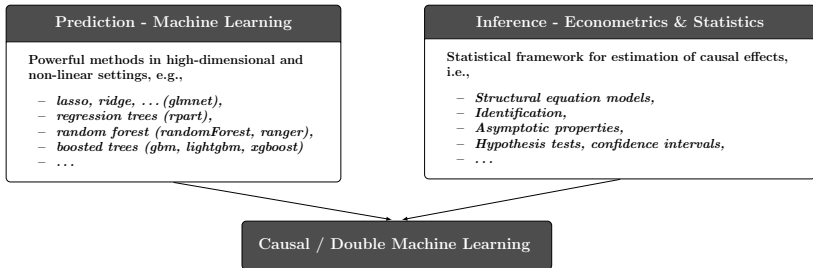 Prediction - Machine Learning
Powerful methods in high-dimensional and
non-linear settings, e.g.,
– lasso, ridge, ... (glmnet),
– regression trees (rpart),
– random forest (randomForest, ranger),
– boosted trees (gbm, lightgbm, xgboost)
– ...
Inference - Econometrics & Statistics
Statistical framework for estimation of causal effects,
i.e.,
– Structural equation models,
– Identification,
– Asymptotic properties,
– Hypothesis tests, confidence intervals,
– ...
Causal / Double Machine Learning